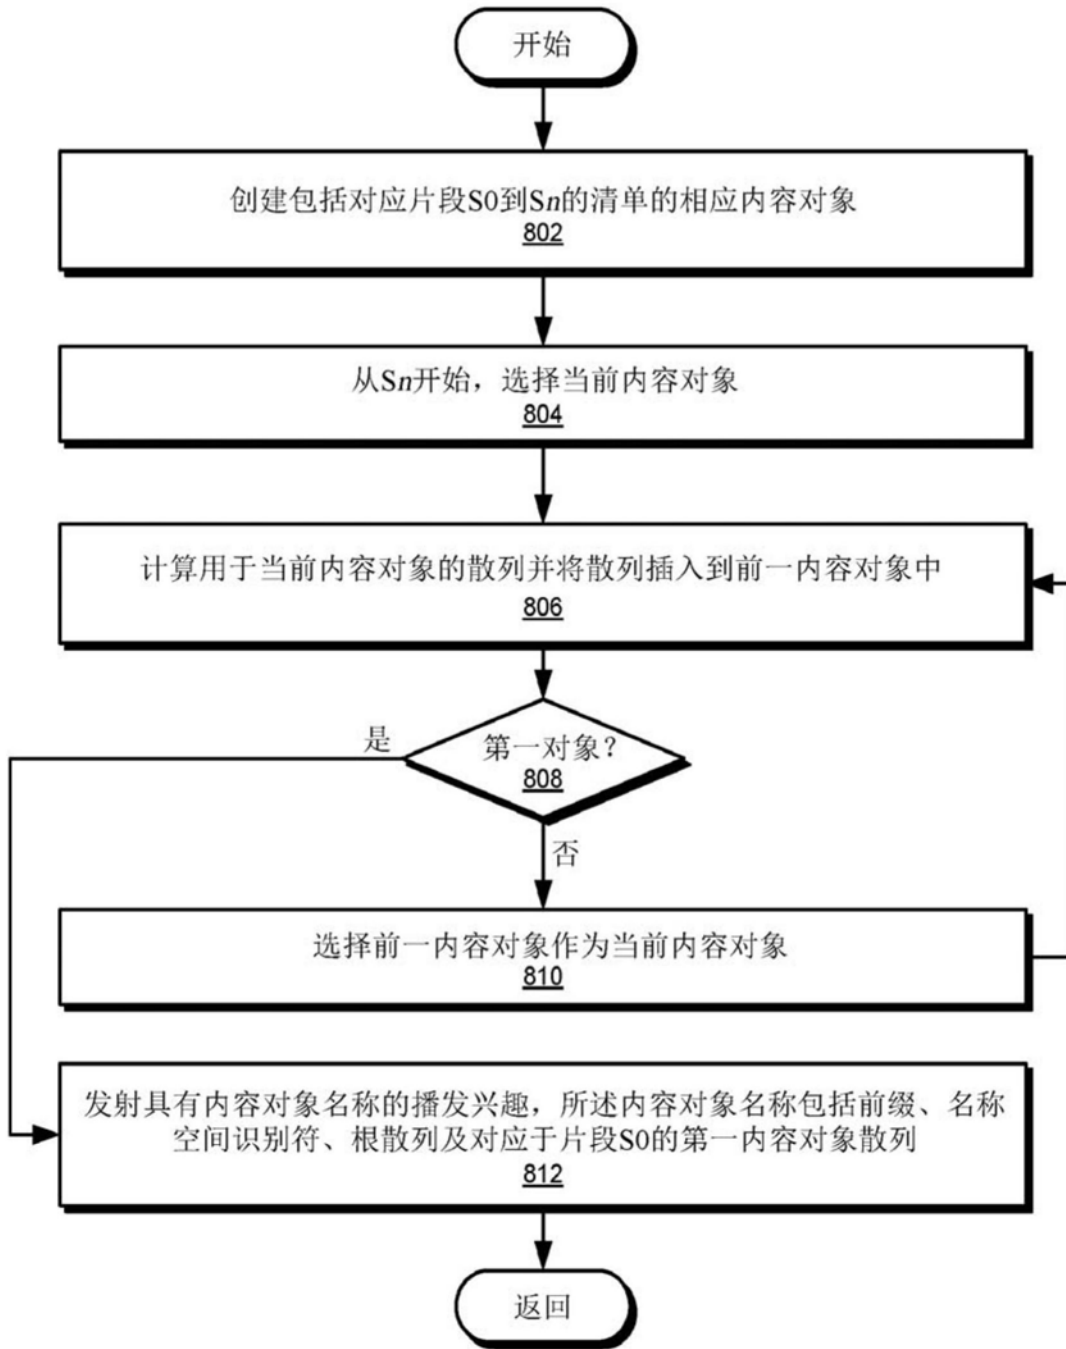 开始
创建包括对应片段S0到Sn的清单的相应内容对象
802
从Sn开始，选择当前内容对象
804
计算用于当前内容对象的散列并将散列插入到前一内容对象中
806
是
第一对象？
808
否
选择前一内容对象作为当前内容对象
810
发射具有内容对象名称的播发兴趣，所述内容对象名称包括前缀、名称
空间识别符、根散列及对应于片段S0的第一内容对象散列
812
返回